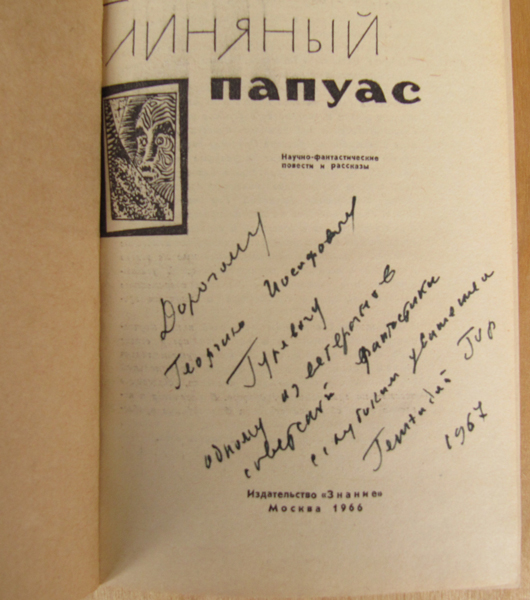 ЛИНЯНЫЙ
папуас
Научно-фантастические
повести и рассказы
Дорогому
Георгию Иосифовичу
Гуревичу
одному из ветеранов
советской фантастики
с глубоким уважением
Геннадий Гор
1967
Издательство «Знание»
Москва 1966